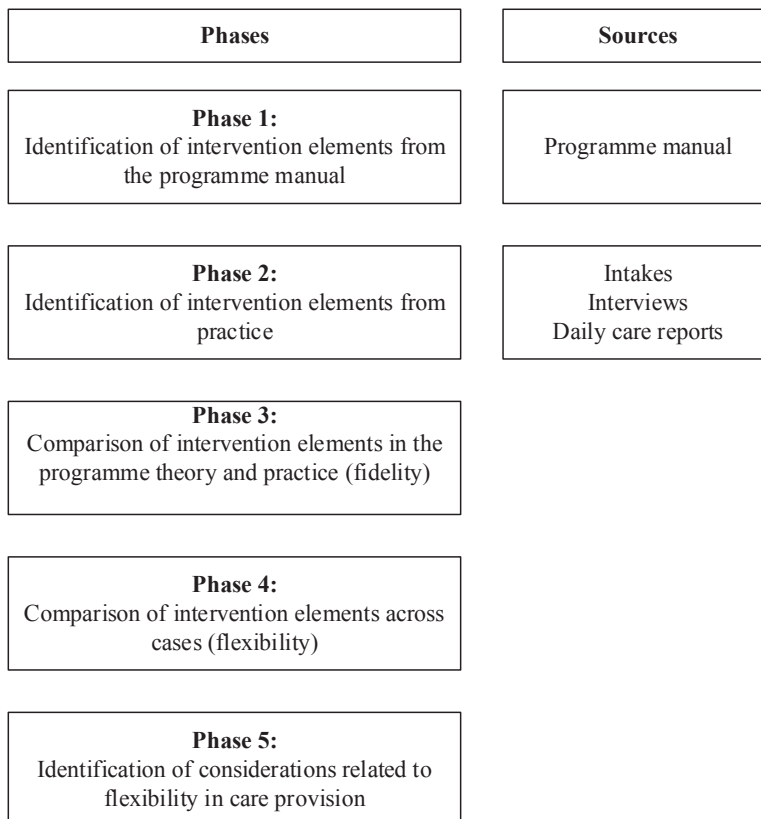 Phases
Sources
Phase 1:
Identification of intervention elements from
the programme manual
Programme manual
Phase 2:
Identification of intervention elements from
practice
Intakes
Interviews
Daily care reports
Phase 3:
Comparison of intervention elements in the
programme theory and practice (fidelity)
Phase 4:
Comparison of intervention elements across
cases (flexibility)
Phase 5:
Identification of considerations related to
flexibility in care provision